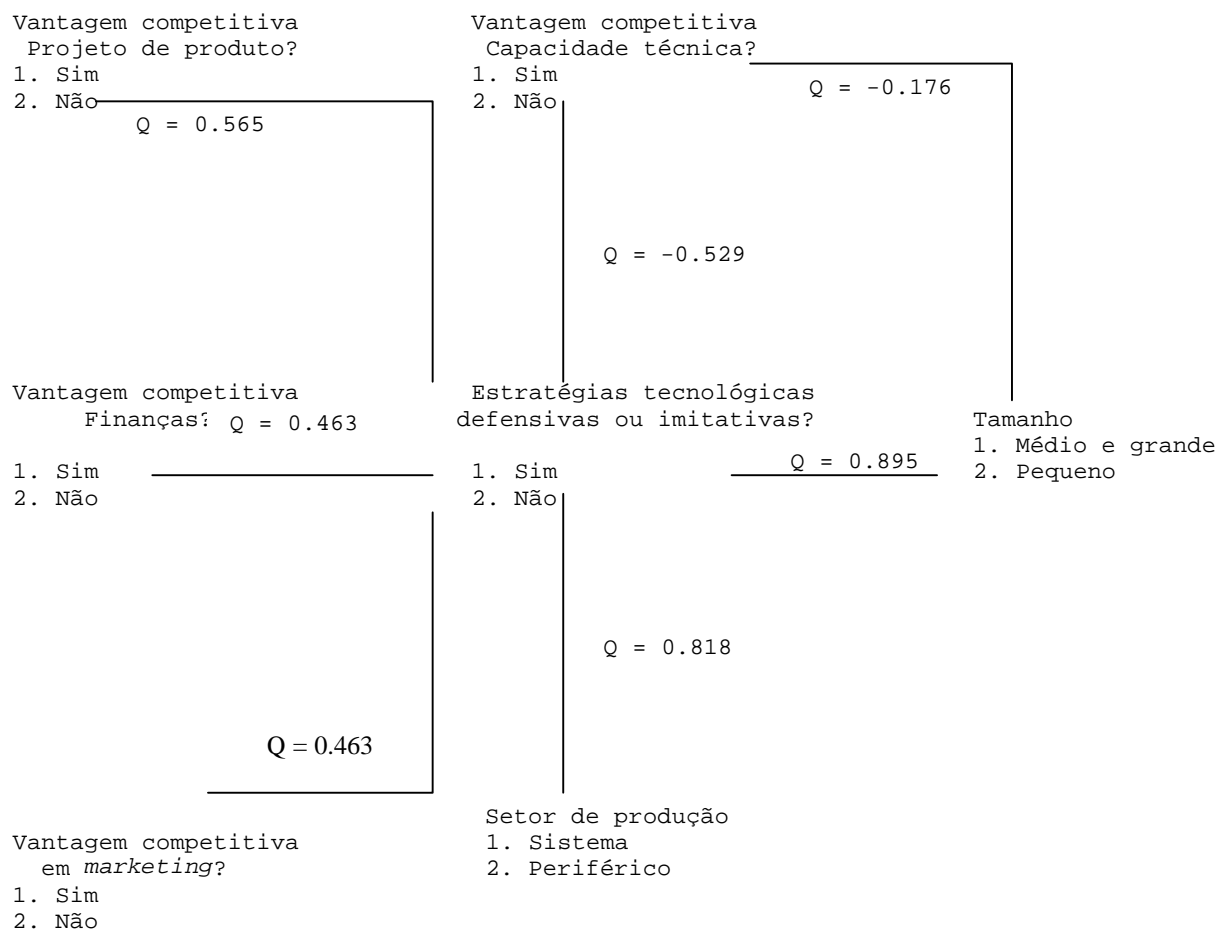 Vantagem competitiva
Projeto de produto?
1. Sim
2. Não
Q = 0.565
Vantagem competitiva
Capacidade técnica?
1. Sim
2. Não
Q = -0.176
Q = -0.529
Vantagem competitiva
Finanças?
Q = 0.463
1. Sim
2. Não
Estratégias tecnológicas
defensivas ou imitativas?
1. Sim
2. Não
Q = 0.895
Tamanho
1. Médio e grande
2. Pequeno
Q = 0.818
Q = 0.463
Vantagem competitiva
em marketing?
1. Sim
2. Não
Setor de produção
1. Sistema
2. Periférico